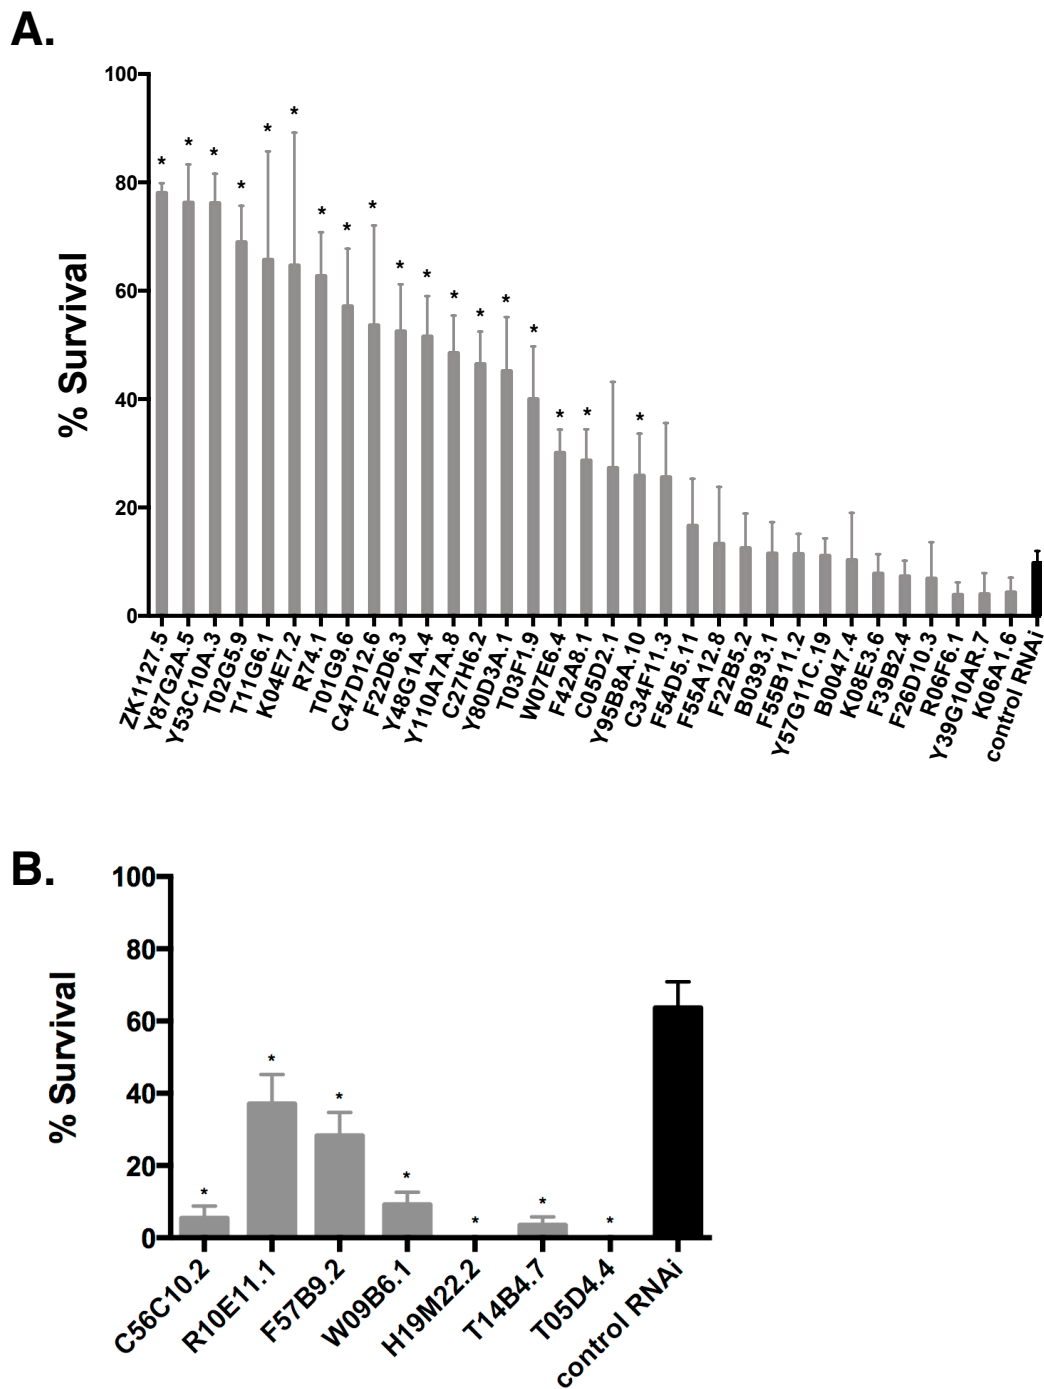 A.
% Survival
100
80
60
40
20
0
* * * * * * * * * * * * * * * * * *
ZK1127.5
Y87G2A.5
Y53C10A.3
T02G5.9
T11G6.1
K04E7.2
R74.1
T01G9.6
C47D12.6
F22D6.3
Y48G1A.4
Y110A7A.8
C27H6.2
Y80D3A.1
T03F1.9
W07E6.4
F42A8.1
C05D2.1
Y95B8A.10
C34F11.3
F54D5.11
F55A12.8
F22B5.2
B0393.1
F55B11.2
Y57G11C.19
B0047.4
K08E3.6
F39B2.4
F26D10.3
R06F6.1
Y39G10AR.7
K06A1.6
control RNAi
B.
% Survival
100
80
60
40
20
0
* * * * * * *
C56C10.2
R10E11.1
F57B9.2
W09B6.1
H19M22.2
T14B4.7
T05D4.4
control RNAi